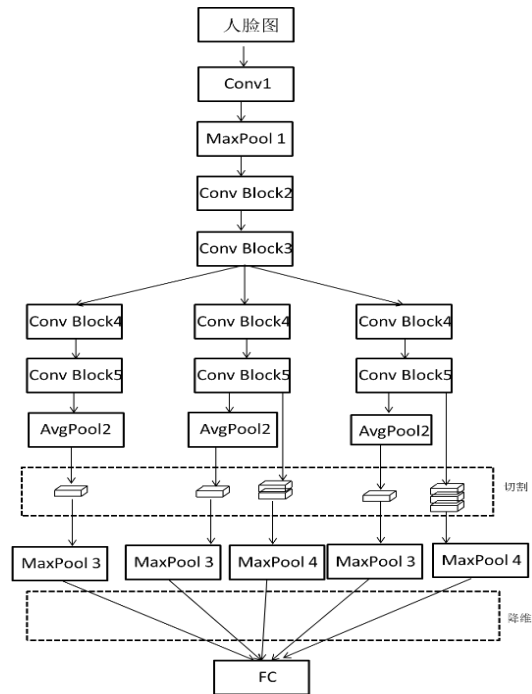 人脸图
Conv1
MaxPool 1
Conv Block2
Conv Block3
Conv Block4
Conv Block4
Conv Block4
Conv Block5
Conv Block5
Conv Block5
AvgPool2
AvgPool2
AvgPool2
切割
MaxPool 3
MaxPool 3
MaxPool 4
MaxPool 3
MaxPool 4
降维
FC